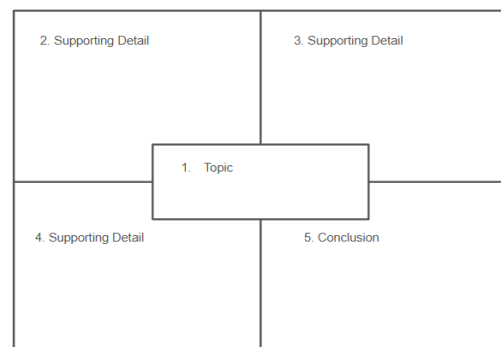 2. Supporting Detail
3. Supporting Detail
1. Topic
4. Supporting Detail
5. Conclusion